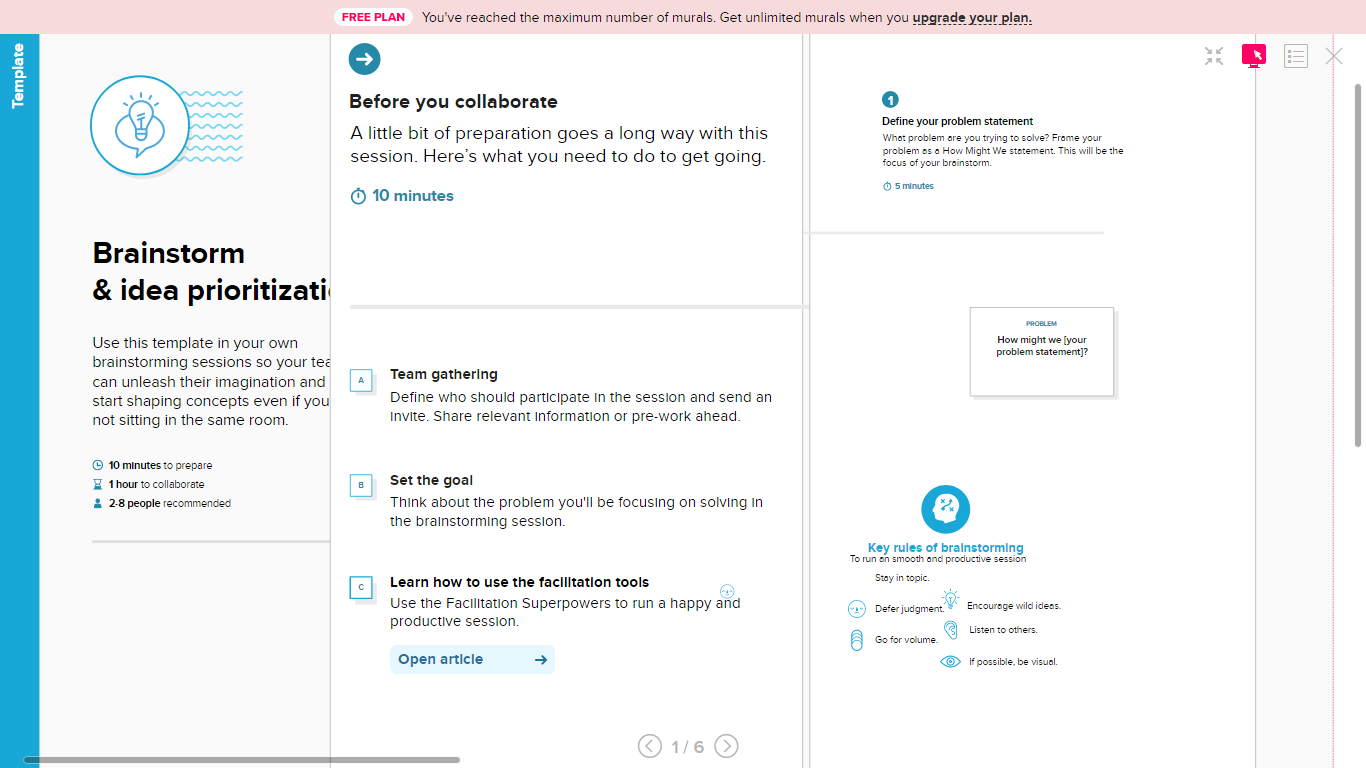 FREE PLAN You've reached the maximum number of murals. Get unlimited murals when you upgrade your plan.
Template
Brainstorm
& idea prioritizati
Use this template in your own
brainstorming sessions so your tea
can unleash their imagination and
start shaping concepts even if you
not sitting in the same room.
10 minutes to prepare
1 hour to collaborate
2-8 people recommended
Before you collaborate
A little bit of preparation goes a long way with this
session. Here's what you need to do to get going.
10 minutes
A
Team gathering
Define who should participate in the session and send an
invite. Share relevant information or pre-work ahead.
B
Set the goal
Think about the problem you'll be focusing on solving in
the brainstorming session.
C
Learn how to use the facilitation tools
Use the Facilitation Superpowers to run a happy and
productive session.
Open article
1 / 6
1
Define your problem statement
What problem are you trying to solve? Frame your
problem as a How Might We statement. This will be the
focus of your brainstorm.
5 minutes
PROBLEM
How might we [your
problem statement]?
Key rules of brainstorming
To run an smooth and productive session
Stay in topic.
Encourage wild ideas.
Defer judgment.
Listen to others.
Go for volume.
If possible, be visual.